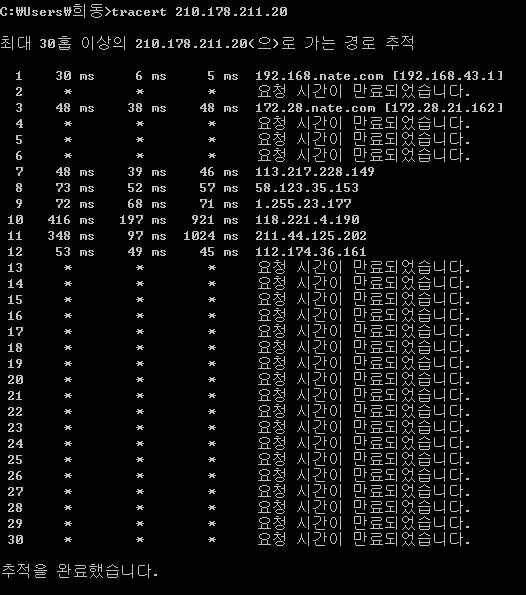 C:\Users\희동>tracert 210.178.211.20
최대 30홉 이상의 210.178.211.20(으)로 가는 경로 추적
1 30 ms 6 ms 5 ms 192.168.nate.com [192.168.43.1]
2 * * * 요청 시간이 만료되었습니다.
3 48 ms 38 ms 48 ms 172.28.nate.com [172.28.21.162]
4 * * * 요청 시간이 만료되었습니다.
5 * * * 요청 시간이 만료되었습니다.
6 * * * 요청 시간이 만료되었습니다.
7 48 ms 39 ms 46 ms 113.217.228.149
8 73 ms 52 ms 57 ms 58.123.35.153
9 72 ms 68 ms 71 ms 1.255.23.177
10 416 ms 197 ms 921 ms 118.221.4.190
11 348 ms 97 ms 1024 ms 211.44.125.202
12 53 ms 49 ms 45 ms 112.174.36.161
13 * * * 요청 시간이 만료되었습니다.
14 * * * 요청 시간이 만료되었습니다.
15 * * * 요청 시간이 만료되었습니다.
16 * * * 요청 시간이 만료되었습니다.
17 * * * 요청 시간이 만료되었습니다.
18 * * * 요청 시간이 만료되었습니다.
19 * * * 요청 시간이 만료되었습니다.
20 * * * 요청 시간이 만료되었습니다.
21 * * * 요청 시간이 만료되었습니다.
22 * * * 요청 시간이 만료되었습니다.
23 * * * 요청 시간이 만료되었습니다.
24 * * * 요청 시간이 만료되었습니다.
25 * * * 요청 시간이 만료되었습니다.
26 * * * 요청 시간이 만료되었습니다.
27 * * * 요청 시간이 만료되었습니다.
28 * * * 요청 시간이 만료되었습니다.
29 * * * 요청 시간이 만료되었습니다.
30 * * * 요청 시간이 만료되었습니다.
추적을 완료했습니다.